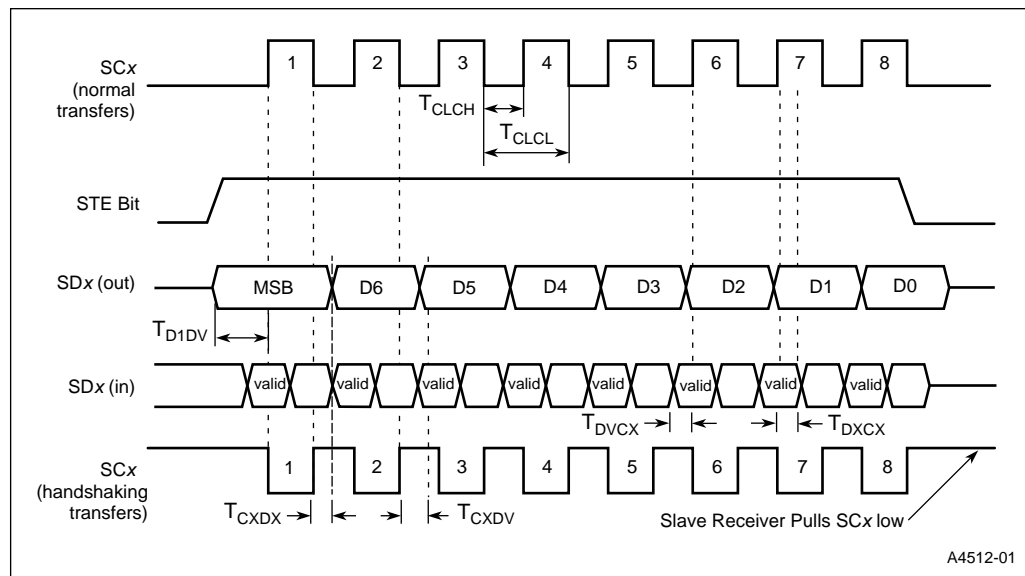 SCx
(normal
transfers)
1 2 3 4 5 6 7 8
TCLCH
TCLCL
STE Bit
SDx (out)
MSB D6 D5 D4 D3 D2 D1 D0
TD1DV
SDx (in)
valid valid valid valid valid valid valid valid
TDVCX TDXCX
SCx
(handshaking
transfers)
1 2 3 4 5 6 7 8
TCXDX TCXDV
Slave Receiver Pulls SCx low
A4512-01